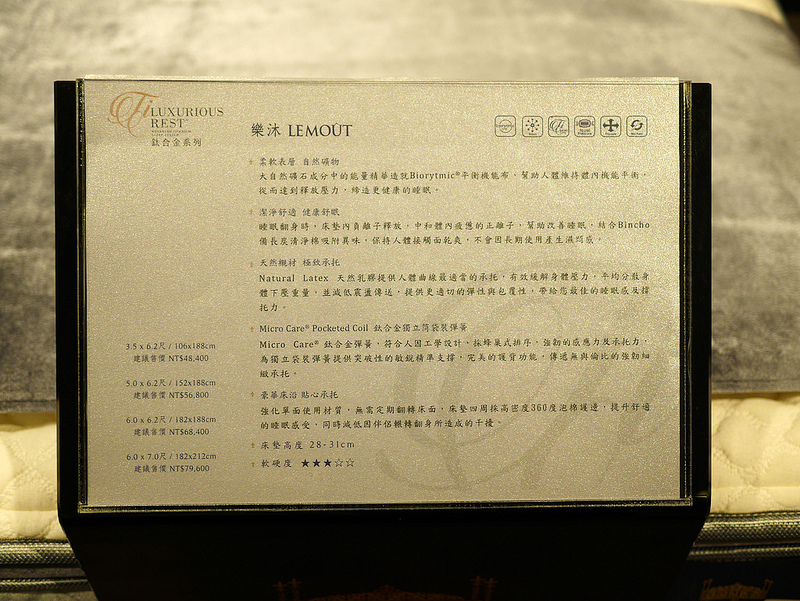 Ti LUXURIOUS
REST
鈦合金系列
樂沐 LEMOÛT
柔軟表層 自然礦物
大自然礦石成分中的能量精華造就Biorytmic®平衡機能布，幫助人體維持體內機能平衡，
從而達到釋放壓力，締造更健康的睡眠。
潔淨舒適 健康舒眠
睡眠翻身時，床墊內負離子釋放，中和體內疲憊的正離子，幫助改善睡眠，結合Bincho
備長炭清淨棉吸附異味，保持人體接觸面乾爽，不會因長期使用產生濕悶感。
天然襯材 極致承托
Natural Latex 天然乳膠提供人體曲線最適當的承托，有效緩解身體壓力，平均分散身
體下壓重量，並減低震盪傳送，提供更適切的彈性與包覆性，帶給您最佳的睡眠感及撐
托力。
Micro Care® Pocketed Coil 鈦合金獨立筒袋裝彈簧
Micro Care® 鈦合金彈簧，符合人因工學設計，採蜂巢式排序，強韌的感應力及承托力，
為獨立袋裝彈簧提供突破性的敏銳精準支撐，完美的護背功能，傳遞無與倫比的強韌細
緻承托。
豪華床浴 貼心承托
強化單面使用材質，無需定期翻轉床面，床墊四周採高密度360度泡棉護邊，提升舒適
的睡眠感受，同時減低因伴侶輾轉翻身所造成的干擾。
床墊高度 28-31cm
軟硬度 ★★★☆☆
3.5 x 6.2尺 / 106x188cm
建議售價 NT$48,400
5.0 x 6.2尺 / 152x188cm
建議售價 NT$56,800
6.0 x 6.2尺 / 182x188cm
建議售價 NT$68,400
6.0 x 7.0尺 / 182x212cm
建議售價 NT$79,600